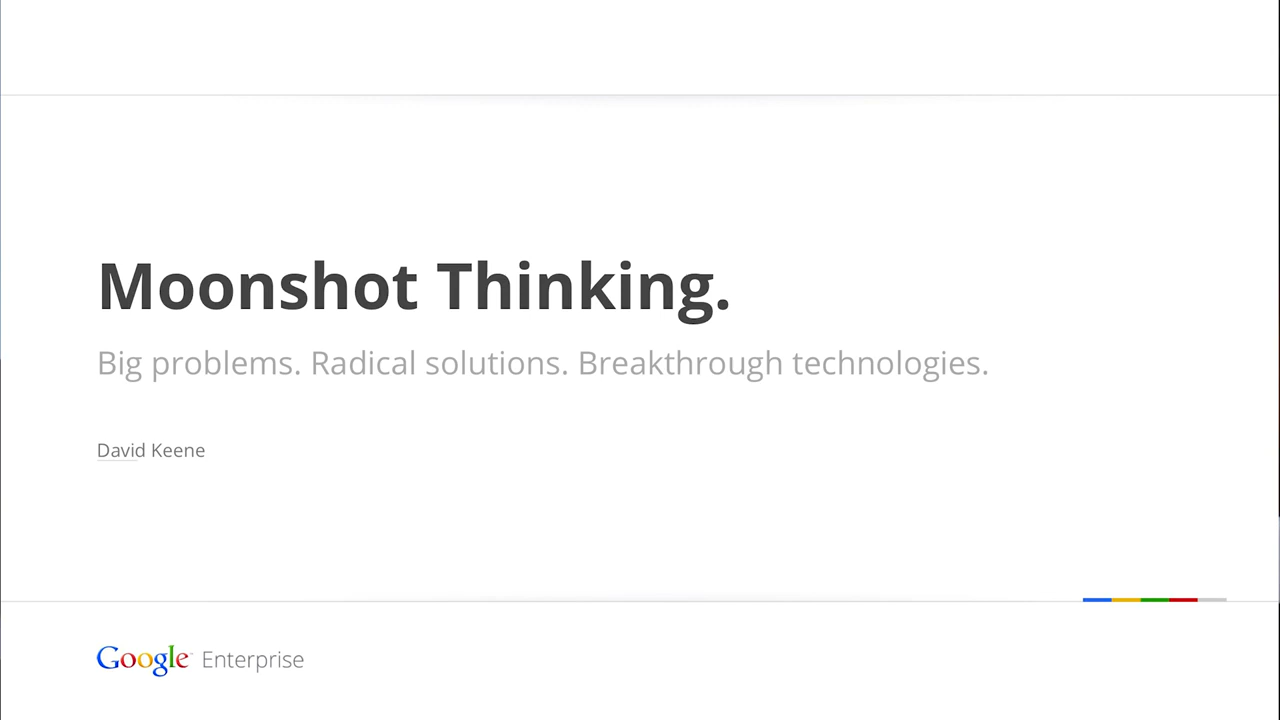 Moonshot Thinking.
Big problems. Radical solutions. Breakthrough technologies.
David Keene
Google Enterprise